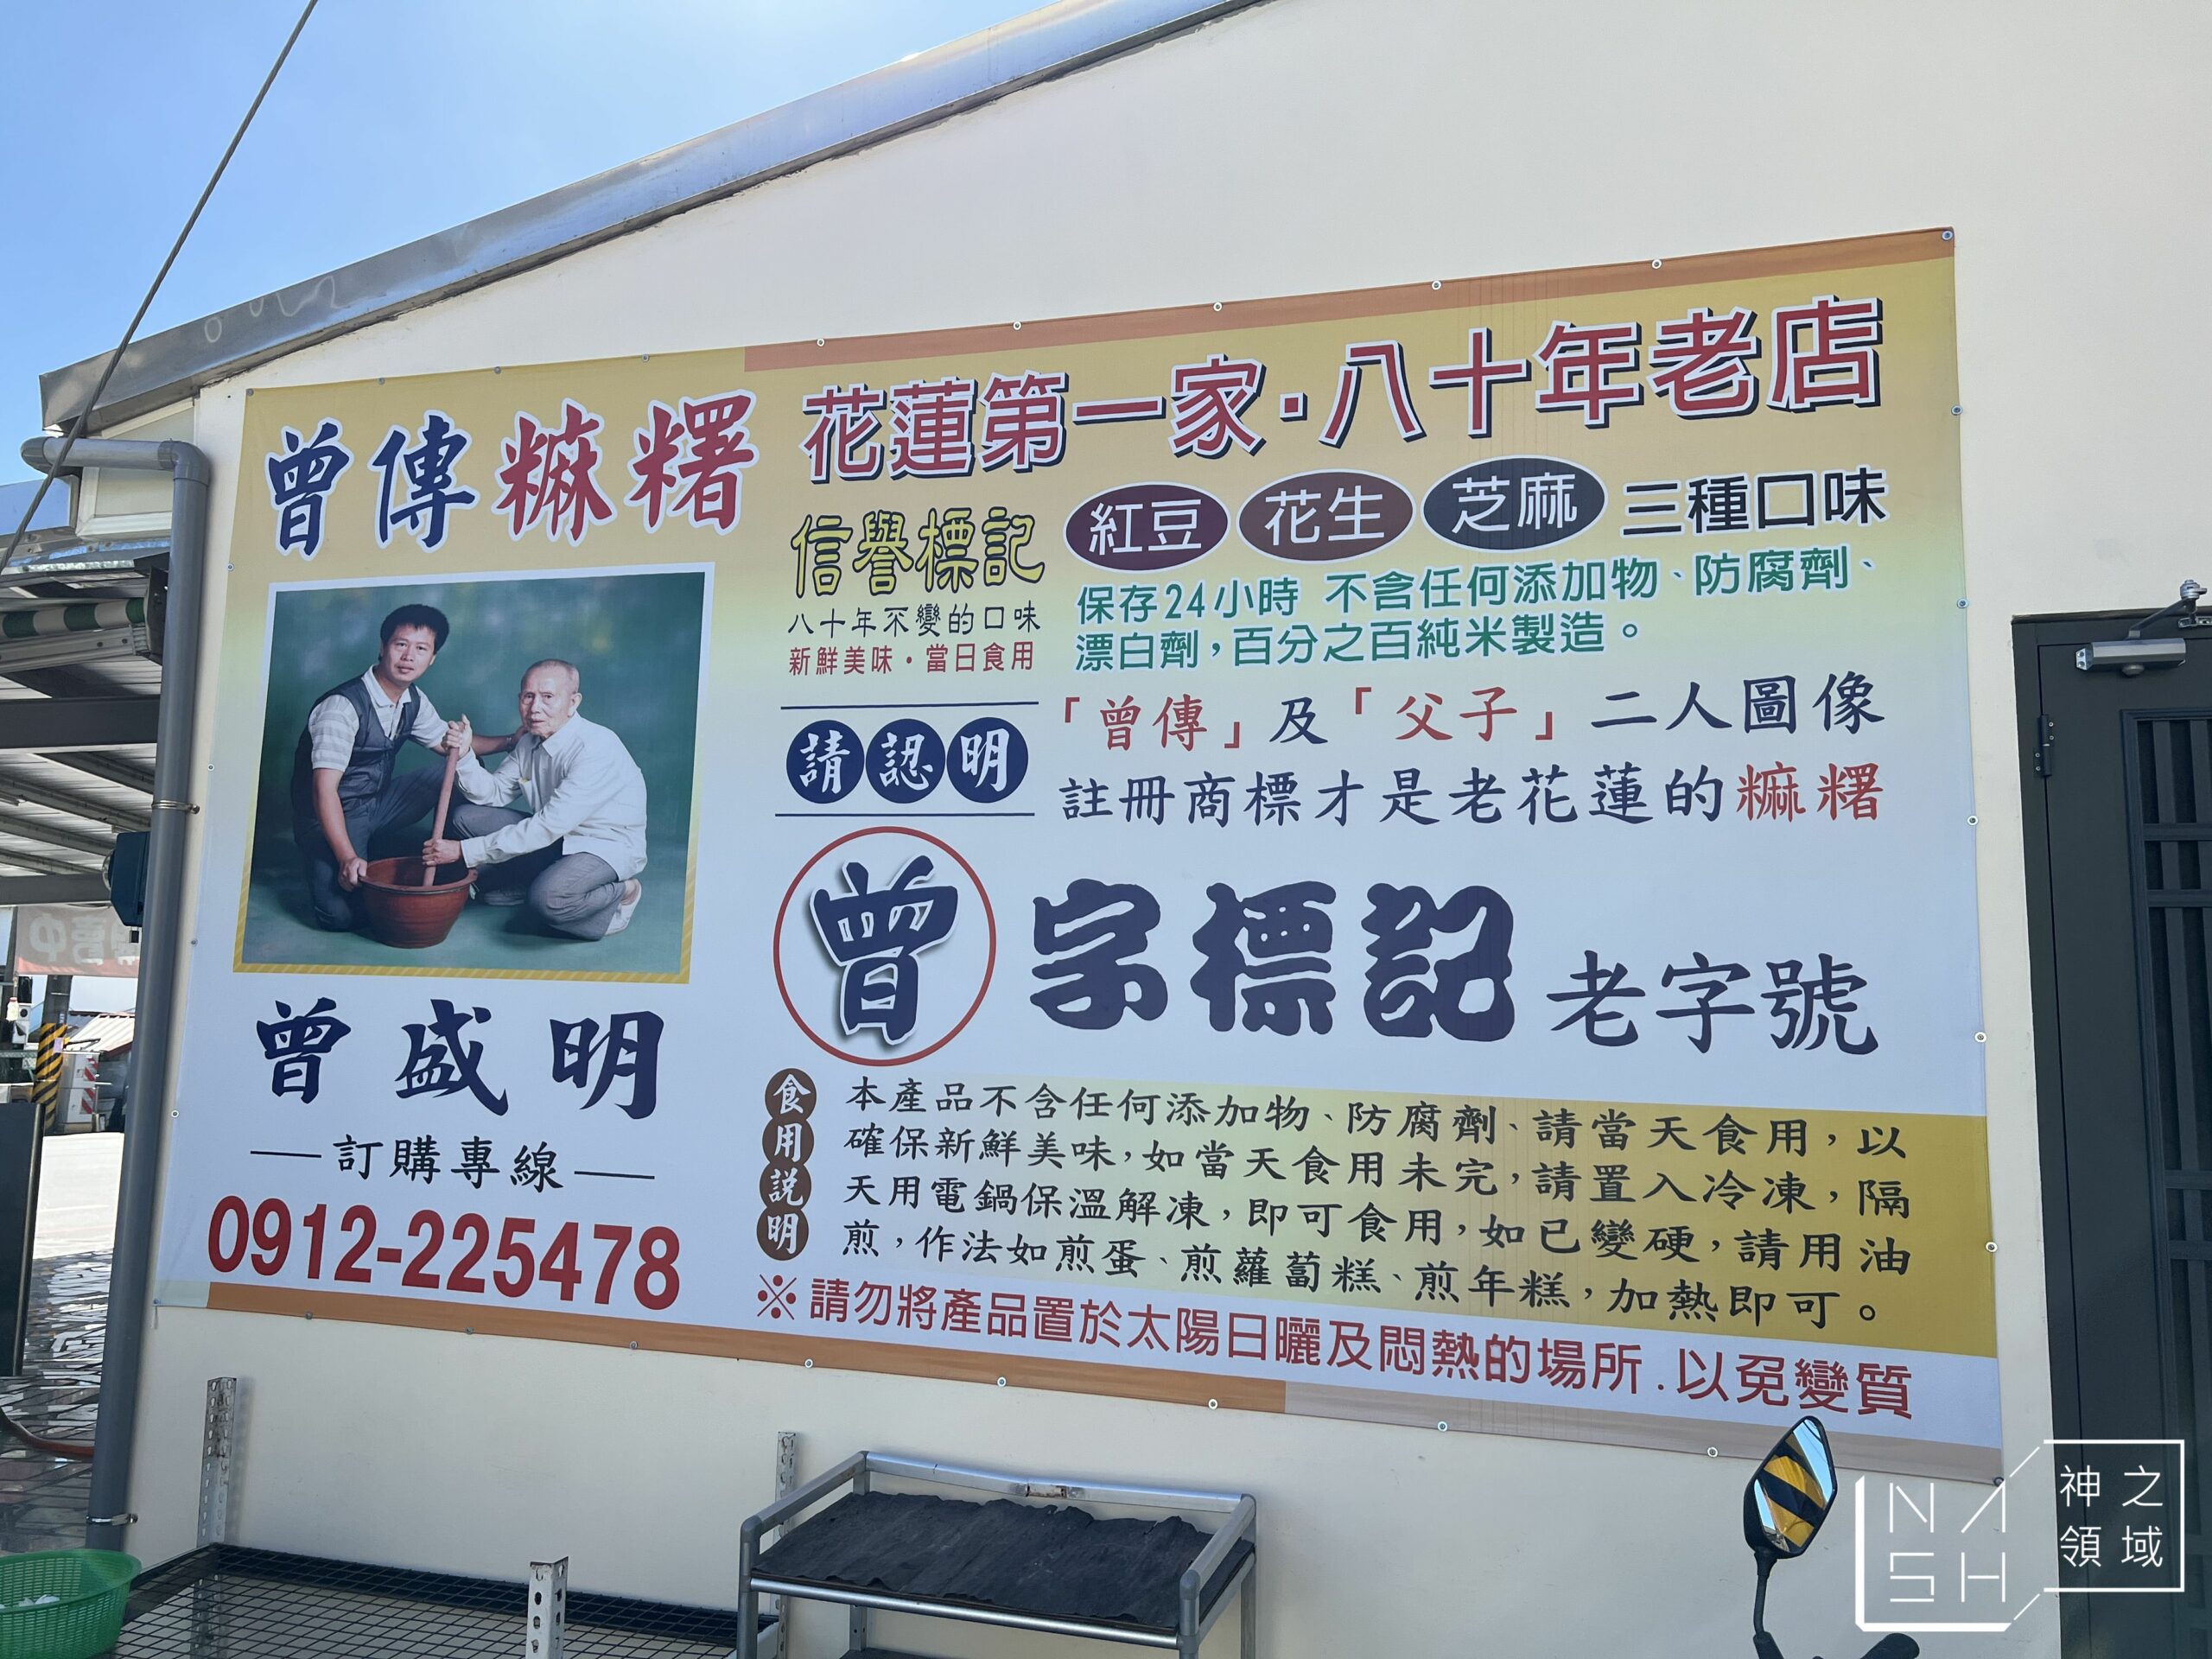 曾傳糍糬
花蓮第一家·八十年老店
信譽標記
八十年不變的口味
新鮮美味·當日食用
紅豆 花生 芝麻 三種口味
保存24小時 不含任何添加物、防腐劑、
漂白劑，百分之百純米製造。
請認明
「曾傳」及「父子」二人圖像
註冊商標才是老花蓮的糍糬
曾字標記老字號
曾盛明
訂購專線
0912-225478
食用説明
本產品不含任何添加物、防腐劑、請當天食用，以
確保新鮮美味，如當天食用未完，請置入冷凍，隔
天用電鍋保溫解凍，即可食用，如已變硬，請用油
煎，作法如煎蛋、煎蘿蔔糕、煎年糕，加熱即可。
※請勿將產品置於太陽日曬及悶熱的場所.以免變質
NASH
神之領域